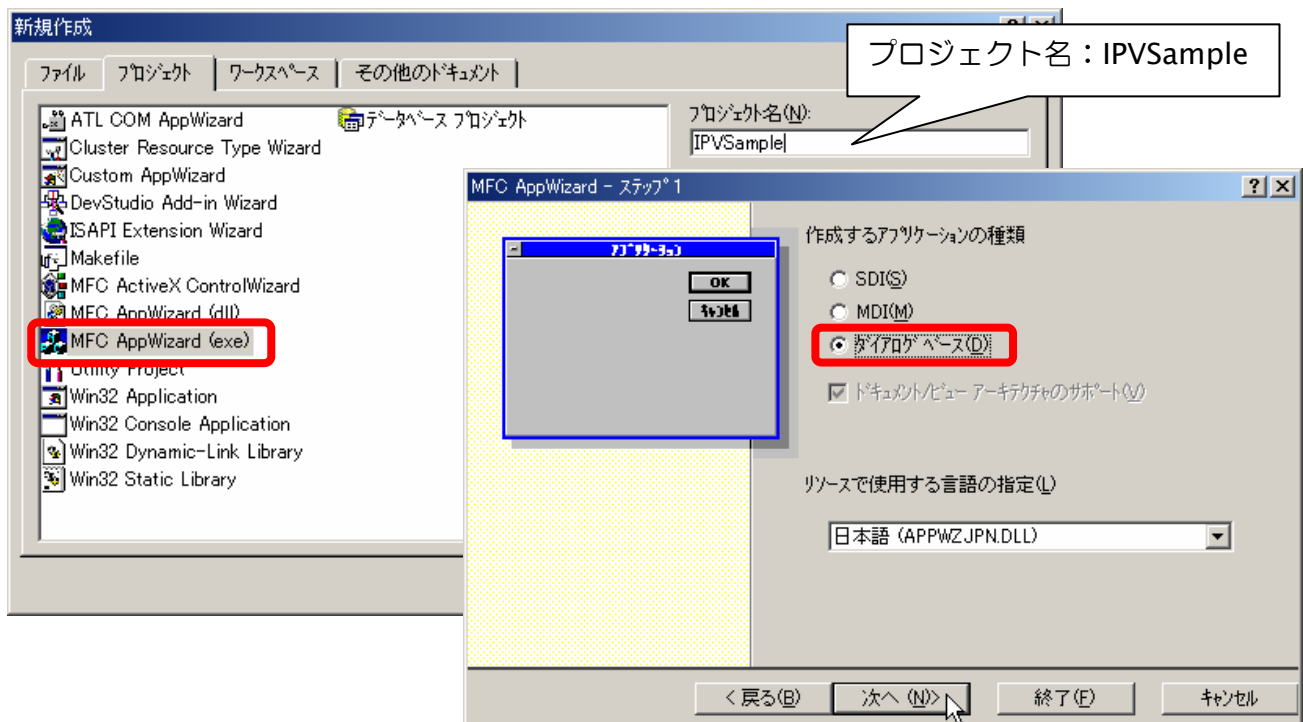 新規作成
プロジェクト名：IPVSample
ファイル プロジェクト ワークスペース その他のドキュメント
ATL COM AppWizard
Cluster Resource Type Wizard
Custom AppWizard
DevStudio Add-in Wizard
ISAPI Extension Wizard
Makefile
MFC ActiveX ControlWizard
MFC AppWizard (dll)
MFC AppWizard (exe)
Utility Project
Win32 Application
Win32 Console Application
Win32 Dynamic-Link Library
Win32 Static Library
データベース プロジェクト
プロジェクト名(N):
IPVSample
MFC AppWizard - ステップ 1
アプリケーション
OK
キャンセル
作成するアプリケーションの種類
SDI(S)
MDI(M)
ダイアログ ベース(D)
ドキュメント/ビュー アーキテクチャのサポート(V)
リソースで使用する言語の指定(L)
日本語 (APPWZJPN.DLL)
< 戻る(B) 次へ (N)> 終了(F) キャンセル